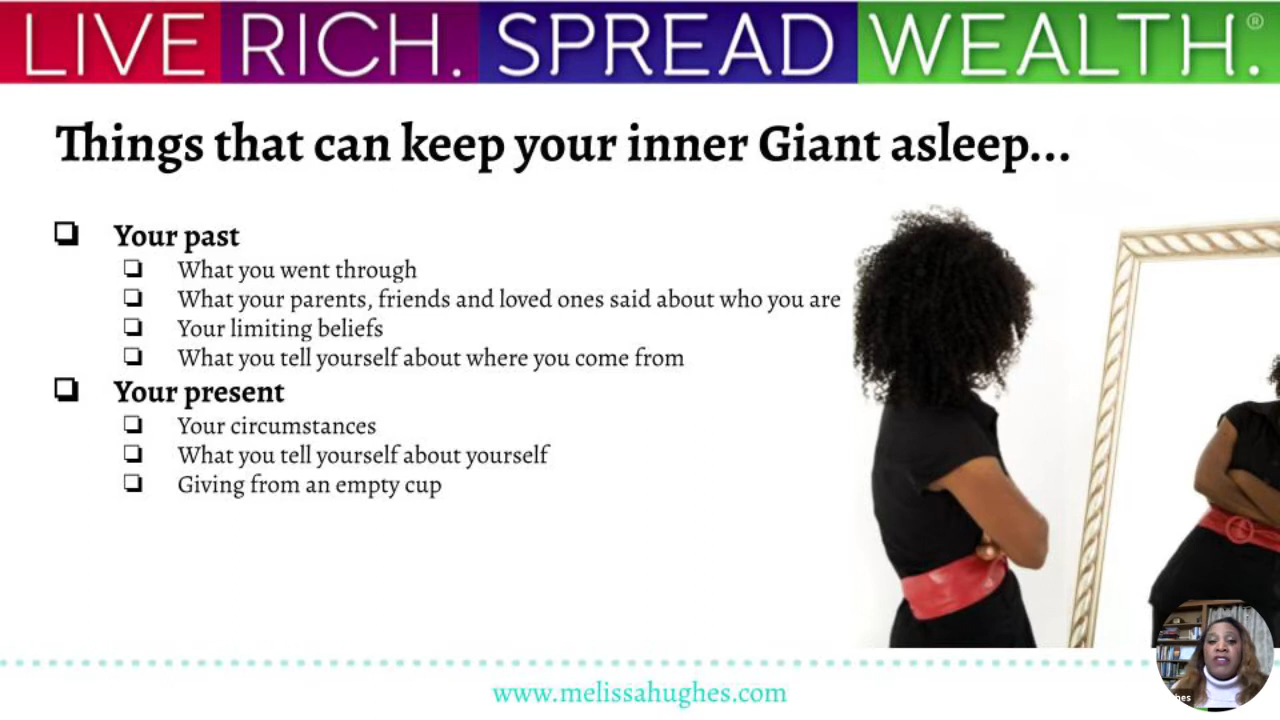 LIVE RICH. SPREAD WEALTH.®
Things that can keep your inner Giant asleep...
❏ Your past
❏ What you went through
❏ What your parents, friends and loved ones said about who you are
❏ Your limiting beliefs
❏ What you tell yourself about where you come from
❏ Your present
❏ Your circumstances
❏ What you tell yourself about yourself
❏ Giving from an empty cup
www.melissahughes.com